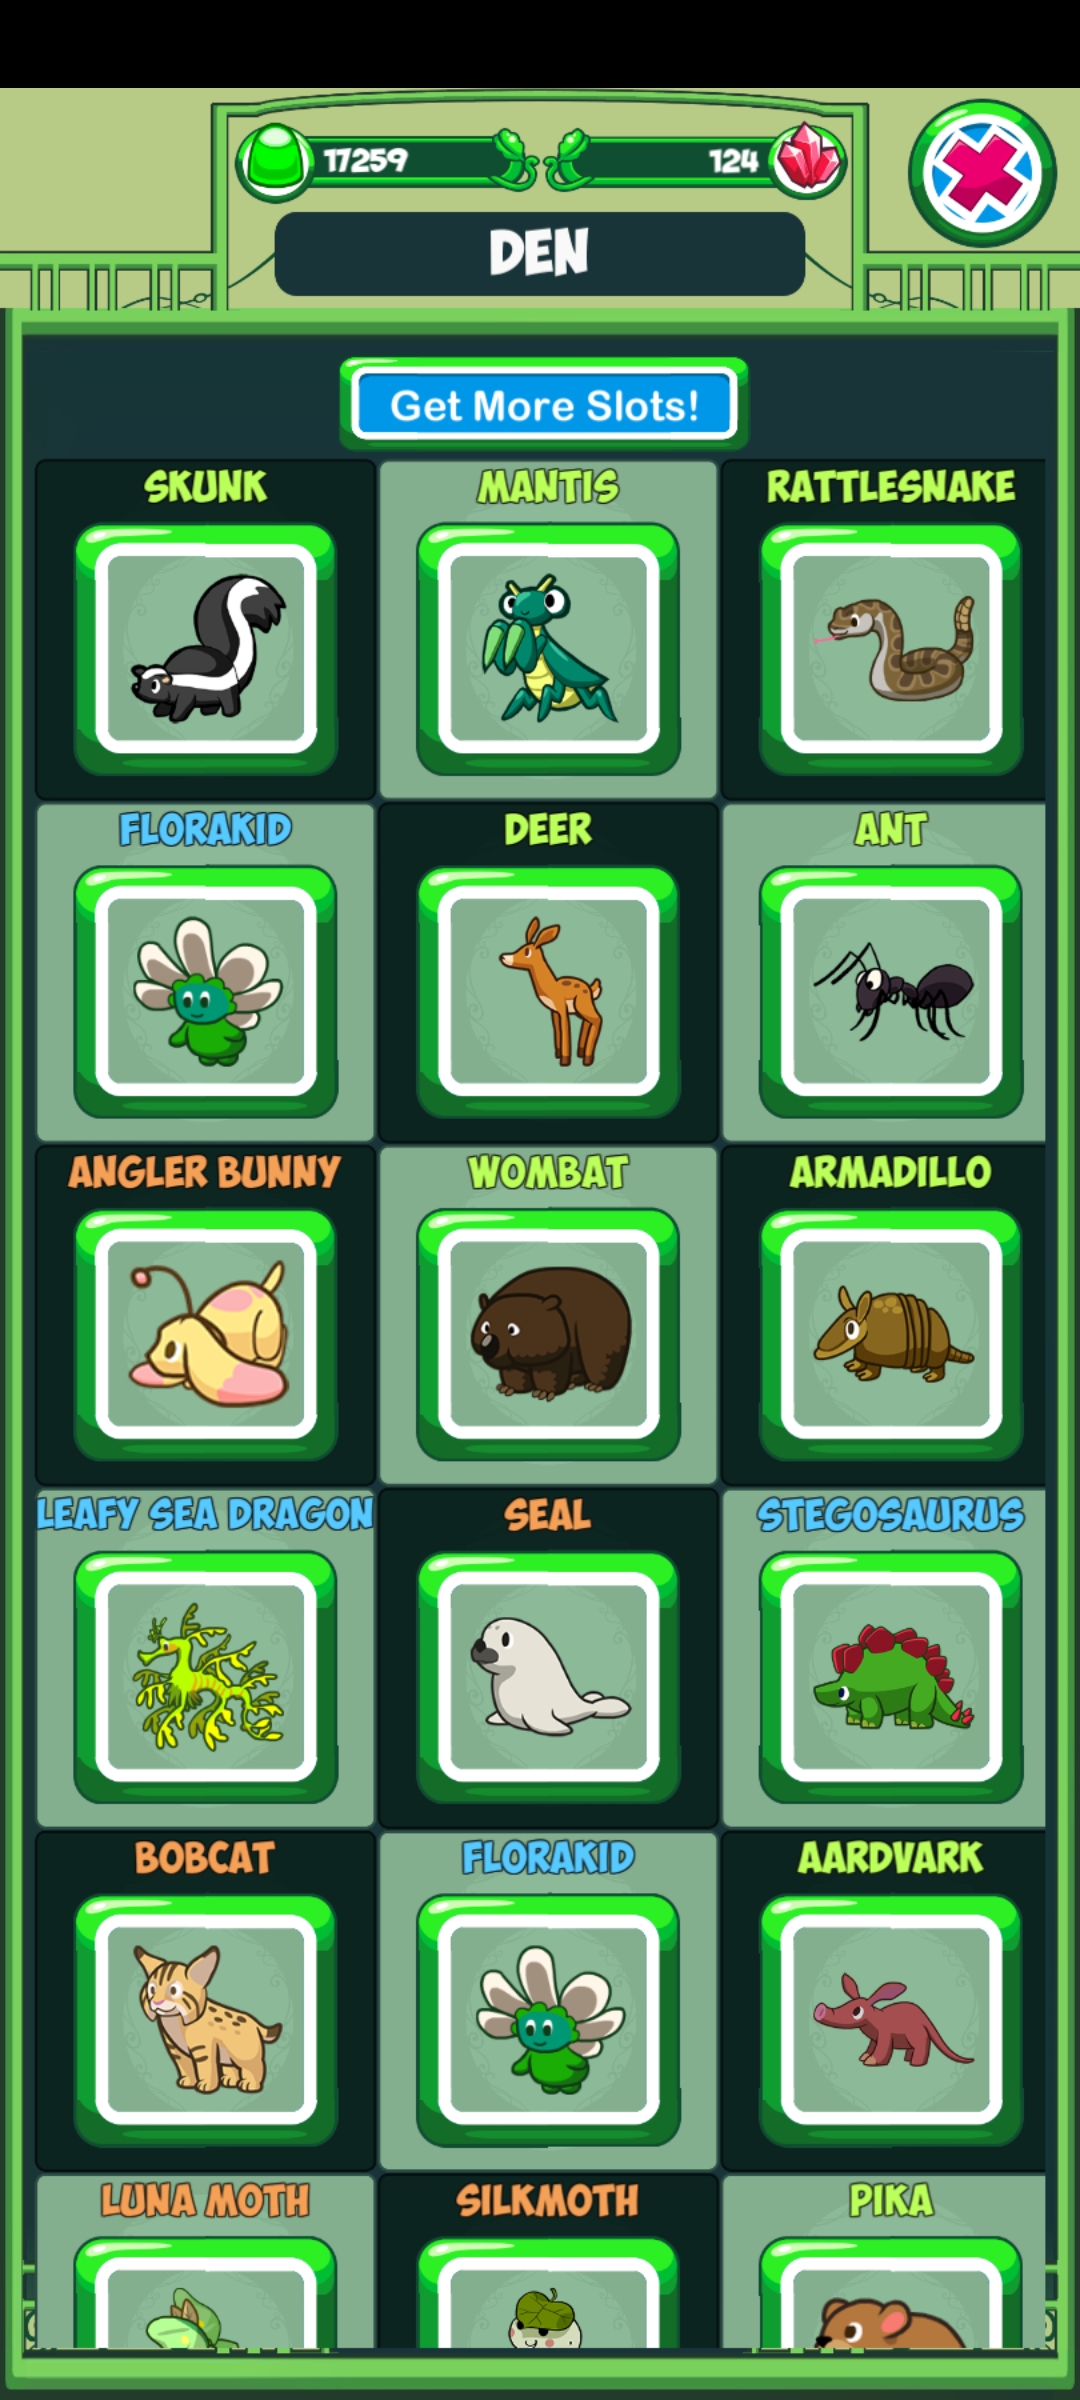 17259
124
DEN
Get More Slots!
SKUNK
MANTIS
RATTLESNAKE
FLORAKID
DEER
ANT
ANGLER BUNNY
WOMBAT
ARMADILLO
LEAFY SEA DRAGON
SEAL
STEGOSAURUS
BOBCAT
FLORAKID
AARDVARK
LUNA MOTH
SILKMOTH
PIKA